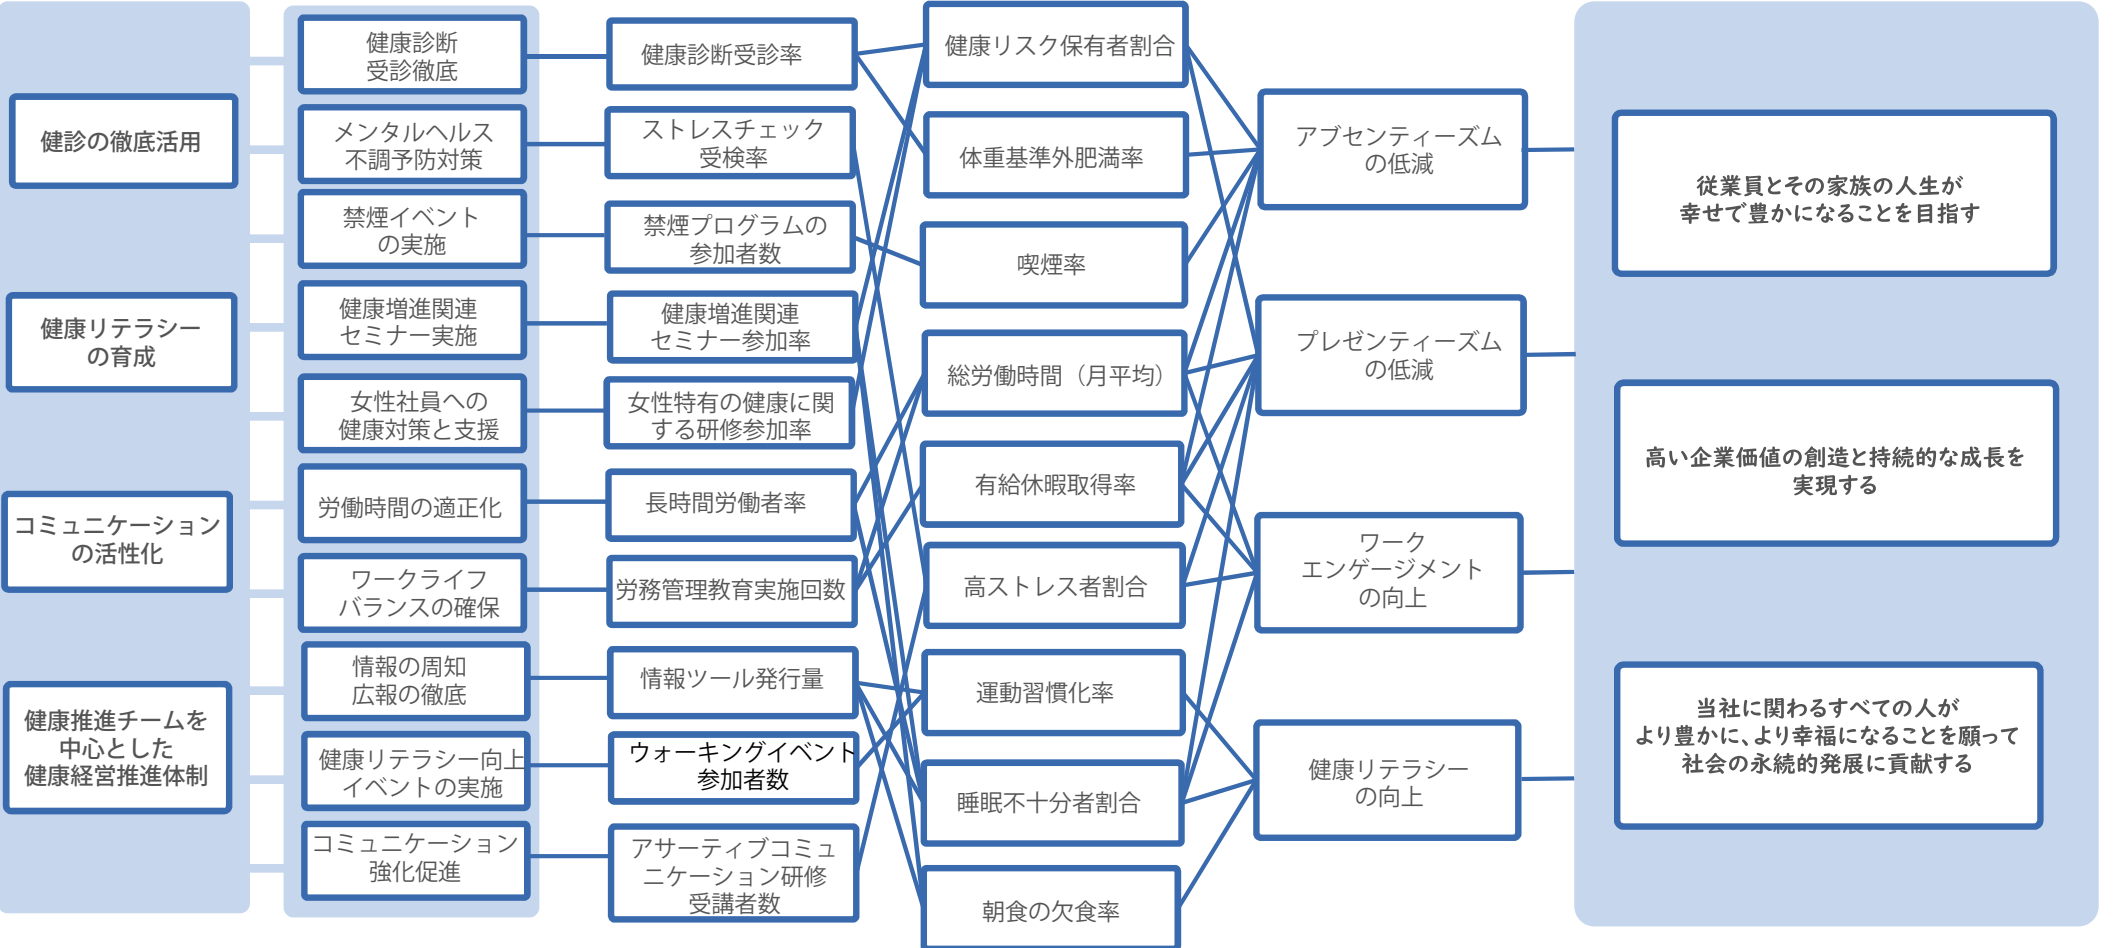 健診の徹底活用
健康リテラシー
の育成
コミュニケーション
の活性化
健康推進チームを
中心とした
健康経営推進体制
健康診断
受診徹底
メンタルヘルス
不調予防対策
禁煙イベント
の実施
健康増進関連
セミナー実施
女性社員への
健康対策と支援
労働時間の適正化
ワークライフ
バランスの確保
情報の周知
広報の徹底
健康リテラシー向上
イベントの実施
コミュニケーション
強化促進
健康診断受診率
ストレスチェック
受検率
禁煙プログラムの
参加者数
健康増進関連
セミナー参加率
女性特有の健康に関
する研修参加率
長時間労働者率
労務管理教育実施回数
情報ツール発行量
ウォーキングイベント
参加者数
アサーティブコミュ
ニケーション研修
受講者数
健康リスク保有者割合
体重基準外肥満率
喫煙率
総労働時間（月平均）
有給休暇取得率
高ストレス者割合
運動習慣化率
睡眠不十分者割合
朝食の欠食率
アブセンティーズム
の低減
プレゼンティーズム
の低減
ワーク
エンゲージメント
の向上
健康リテラシー
の向上
従業員とその家族の人生が
幸せで豊かになることを目指す
高い企業価値の創造と持続的な成長を
実現する
当社に関わるすべての人が
より豊かに、より幸福になることを願って
社会の永続的発展に貢献する